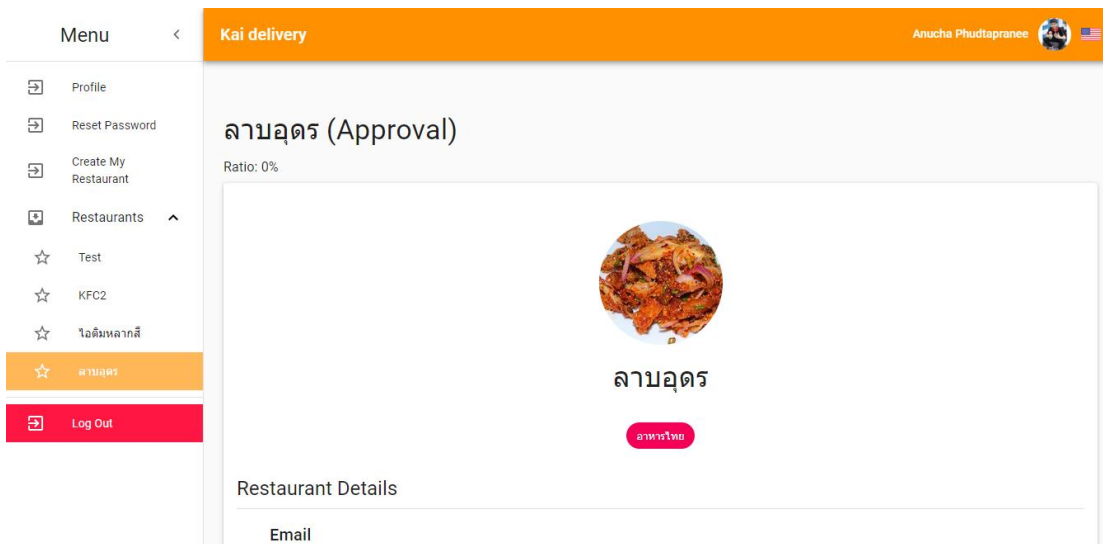 Menu
Kai delivery
Anucha Phudtapranee
Profile
Reset Password
Create My
Restaurant
Restaurants
Test
KFC2
ไอติมหลากสี
ลาบอุดร
Log Out
ลาบอุดร (Approval)
Ratio: 0%
ลาบอุดร
อาหารไทย
Restaurant Details
Email